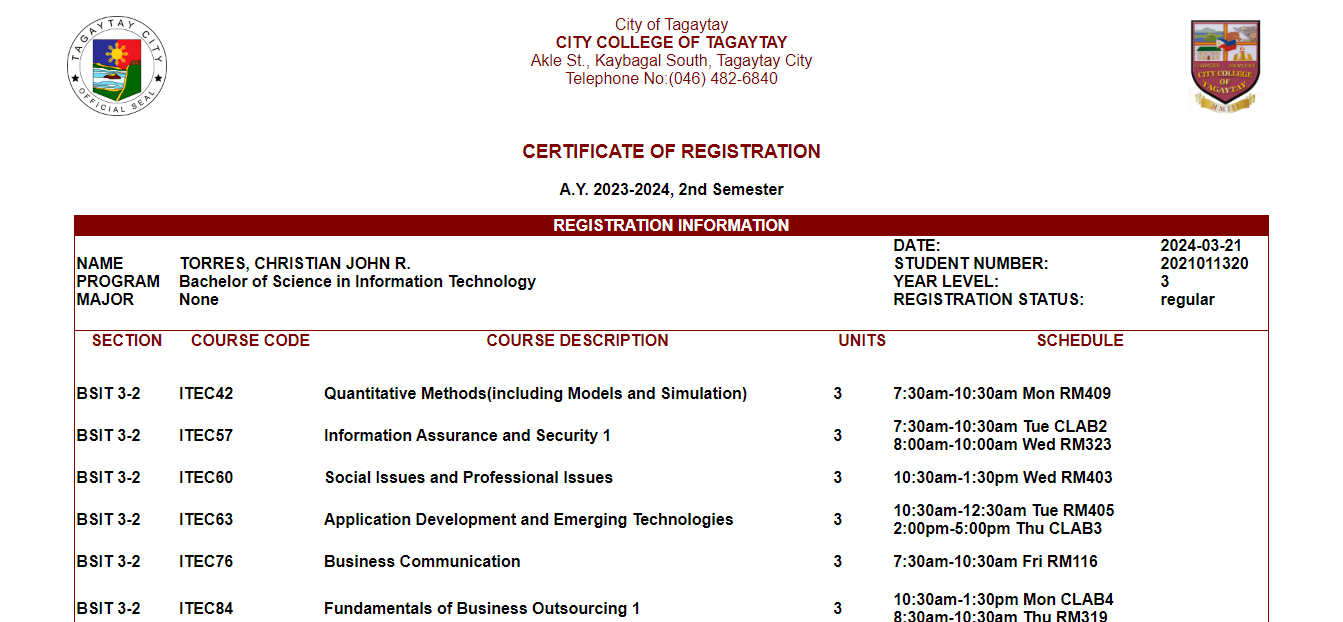 TAGAYTAY CITY
OFFICIAL SEAL
City of Tagaytay
CITY COLLEGE OF TAGAYTAY
Akle St., Kaybagal South, Tagaytay City
Telephone No:(046) 482-6840
CITY COLLEGE
OF
TAGAYTAY
MMIII
CERTIFICATE OF REGISTRATION
A.Y. 2023-2024, 2nd Semester
REGISTRATION INFORMATION
DATE: 2024-03-21
NAME TORRES, CHRISTIAN JOHN R. STUDENT NUMBER: 2021011320
PROGRAM Bachelor of Science in Information Technology YEAR LEVEL: 3
MAJOR None REGISTRATION STATUS: regular
SECTION COURSE CODE COURSE DESCRIPTION UNITS SCHEDULE
BSIT 3-2 ITEC42 Quantitative Methods(including Models and Simulation) 3 7:30am-10:30am Mon RM409
BSIT 3-2 ITEC57 Information Assurance and Security 1 3 7:30am-10:30am Tue CLAB2
8:00am-10:00am Wed RM323
BSIT 3-2 ITEC60 Social Issues and Professional Issues 3 10:30am-1:30pm Wed RM403
BSIT 3-2 ITEC63 Application Development and Emerging Technologies 3 10:30am-12:30am Tue RM405
2:00pm-5:00pm Thu CLAB3
BSIT 3-2 ITEC76 Business Communication 3 7:30am-10:30am Fri RM116
BSIT 3-2 ITEC84 Fundamentals of Business Outsourcing 1 3 10:30am-1:30pm Mon CLAB4
8:30am-10:30am Thu RM319